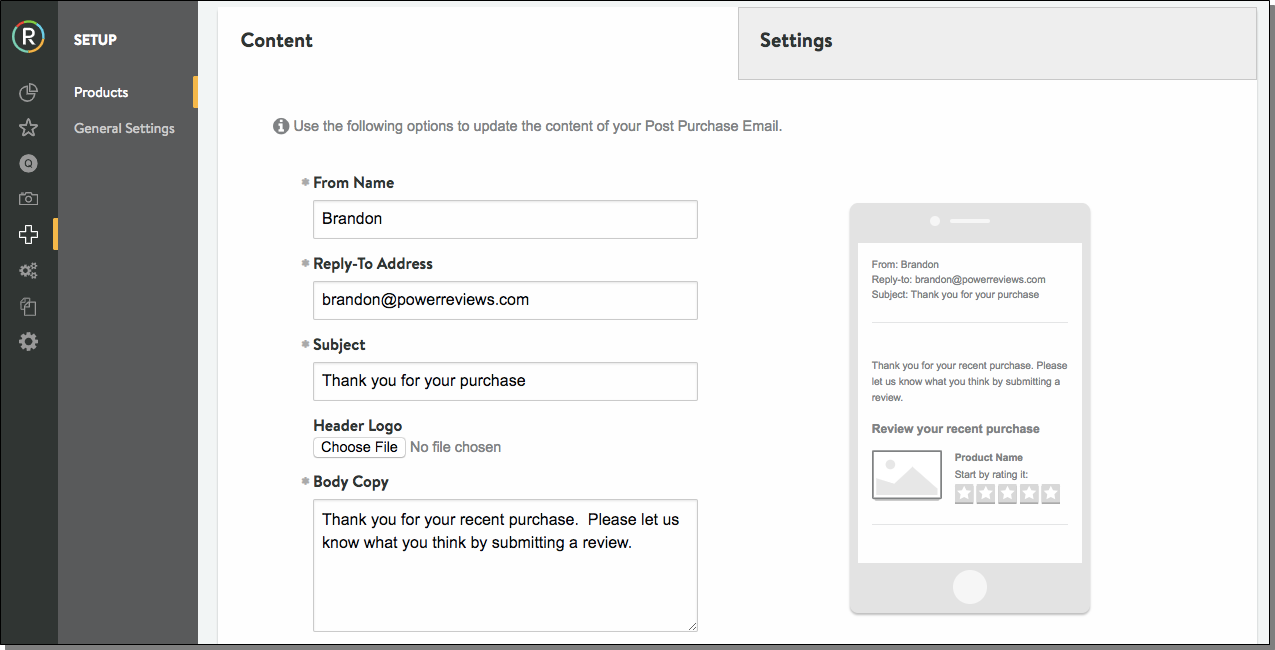 R
SETUP
Products
General Settings
Q
Content
Settings
Use the following options to update the content of your Post Purchase Email.
* From Name
Brandon
* Reply-To Address
brandon@powerreviews.com
* Subject
Thank you for your purchase
Header Logo
Choose File No file chosen
* Body Copy
Thank you for your recent purchase.  Please let us
know what you think by submitting a review.
From: Brandon
Reply-to: brandon@powerreviews.com
Subject: Thank you for your purchase
Thank you for your recent purchase. Please
let us know what you think by submitting a
review.
Review your recent purchase
Product Name
Start by rating it: